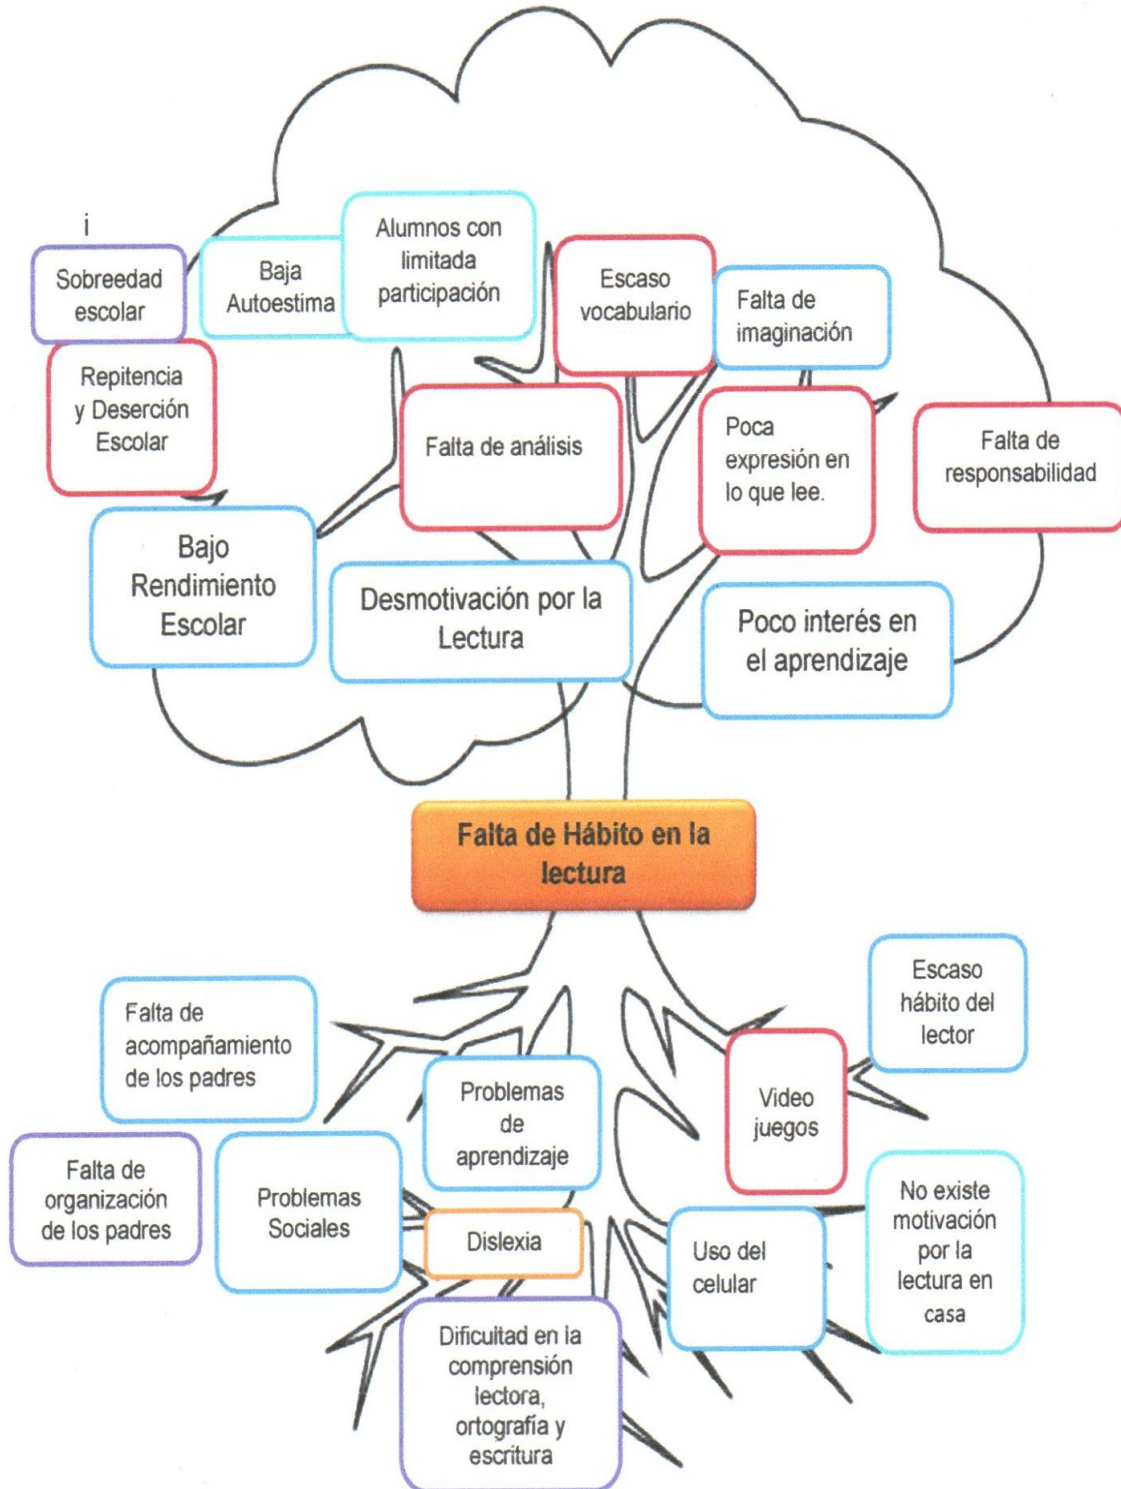 i
Sobreedad
escolar
Baja
Autoestima
Alumnos con
limitada
participación
Escaso
vocabulario
Falta de
imaginación
Repitencia
y Deserción
Escolar
Falta de análisis
Poca
expresión en
lo que lee.
Falta de
responsabilidad
Bajo
Rendimiento
Escolar
Desmotivación por la
Lectura
Poco interés en
el aprendizaje
Falta de Hábito en la
lectura
Escaso
hábito del
lector
Falta de
acompañamiento
de los padres
Problemas
de
aprendizaje
Video
juegos
Falta de
organización
de los padres
Problemas
Sociales
Dislexia
Uso del
celular
No existe
motivación
por la
lectura en
casa
Dificultad en la
comprensión
lectora,
ortografía y
escritura